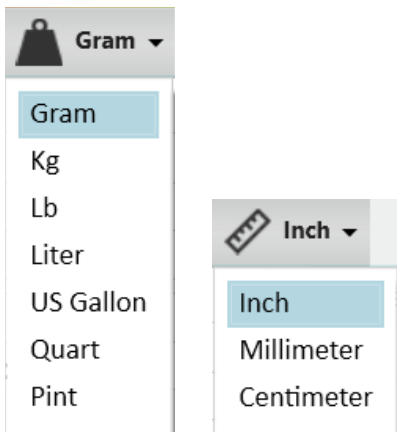 Gram
Gram
Kg
Lb
Liter
US Gallon
Quart
Pint
Inch
Inch
Millimeter
Centimeter